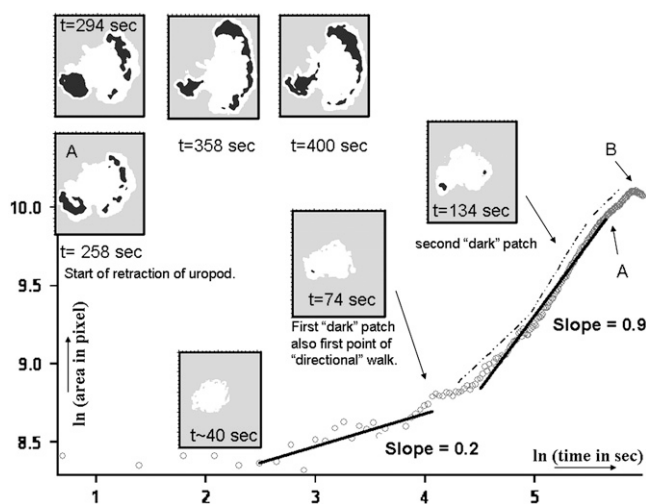 t=294 sec
t=358 sec
t=400 sec
A
t= 258 sec
Start of retraction of uropod.
B
t=134 sec
second “dark” patch
A
t=74 sec
First “dark” patch
also first point of
“directional” walk.
t~40 sec
Slope = 0.9
Slope = 0.2
ln (area in pixel)
ln (time in sec)
10.0
9.5
9.0
8.5
1 2 3 4 5